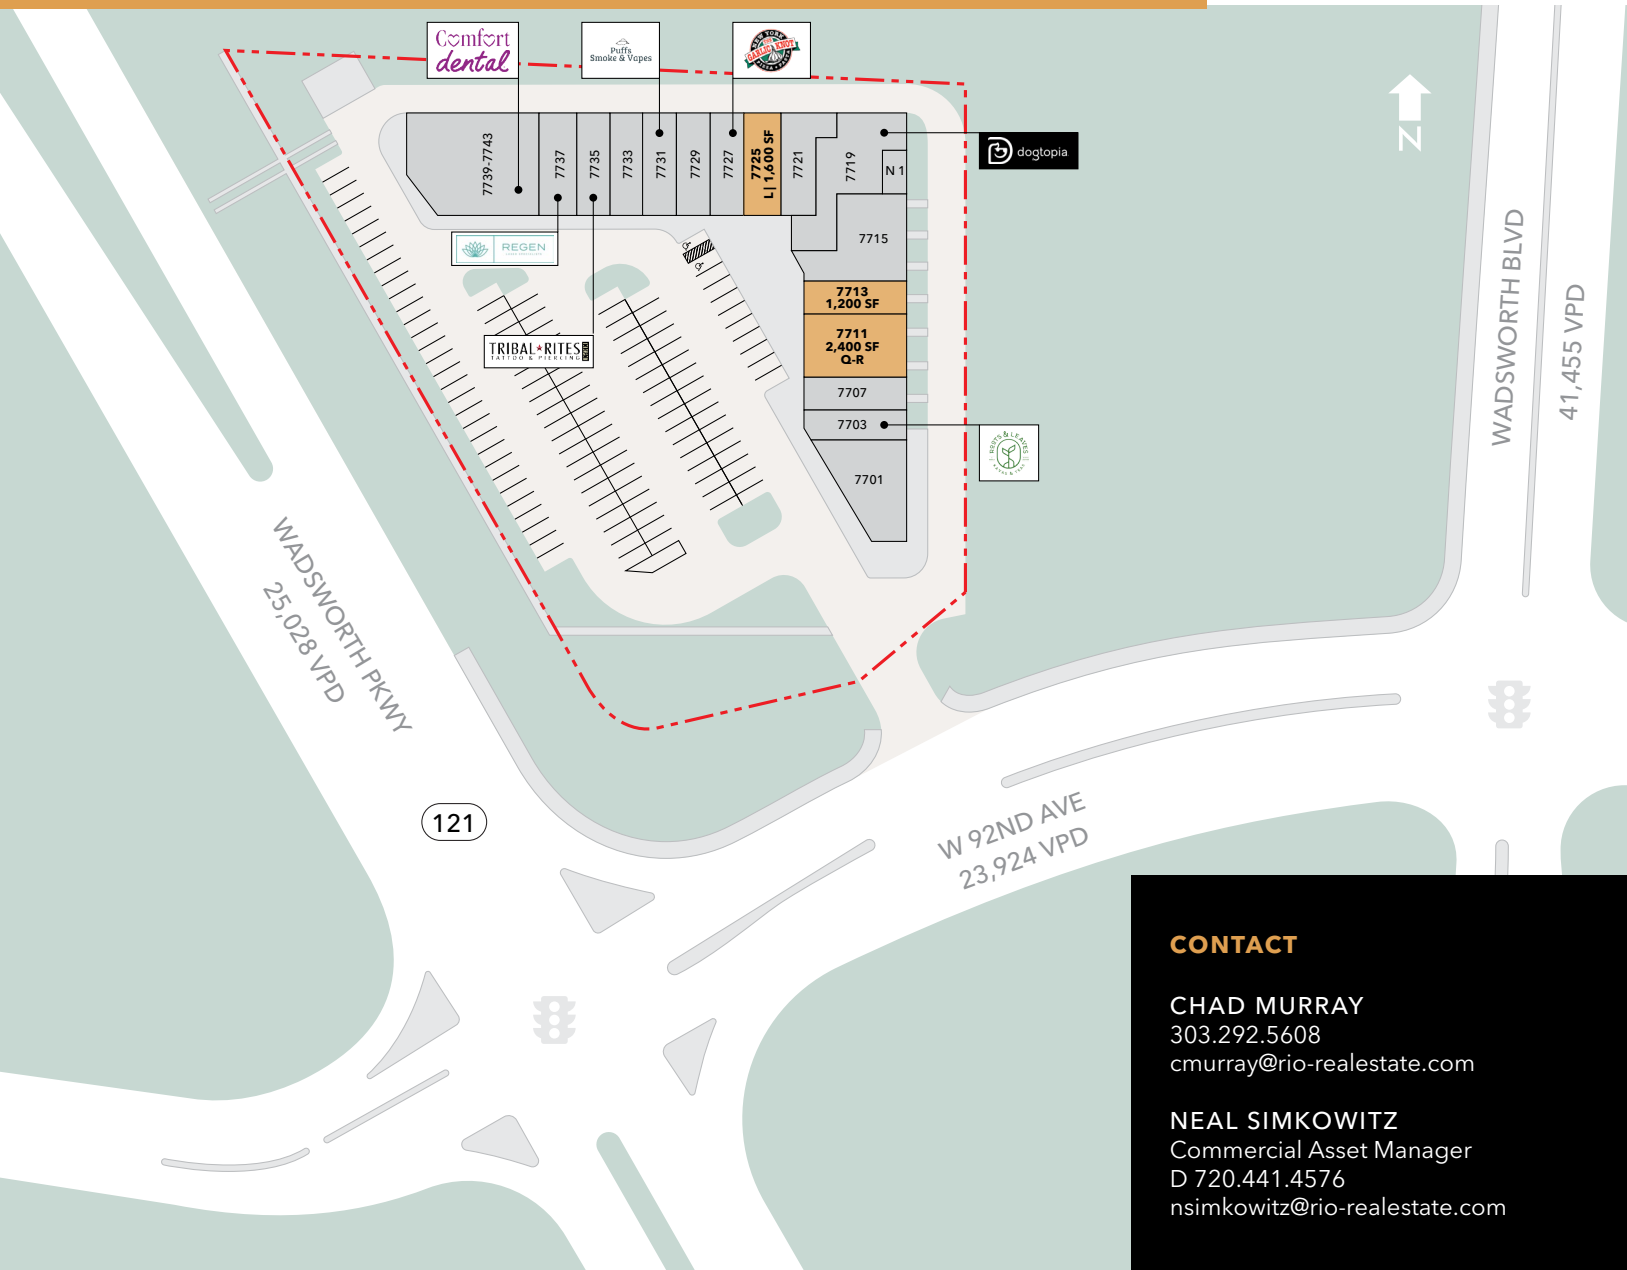 Comfort
dental
Puffs
Smoke & Vapes
NEW YORK
GARLIC KNOT
dogtopia
7739-7743
7737
7735
7733
7731
7729
7727
7725
L | 1,600 SF
7721
7719
N 1
7715
7713
1,200 SF
7711
2,400 SF
Q-R
7707
7703
7701
REGEN
TRIBAL★RITES
TATTOO & PIERCING
ROOTS & LEAVES
N
WADSWORTH BLVD
41,455 VPD
WADSWORTH PKWY
25,028 VPD
121
W 92ND AVE
23,924 VPD
CONTACT
CHAD MURRAY
303.292.5608
cmurray@rio-realestate.com
NEAL SIMKOWITZ
Commercial Asset Manager
D 720.441.4576
nsimkowitz@rio-realestate.com